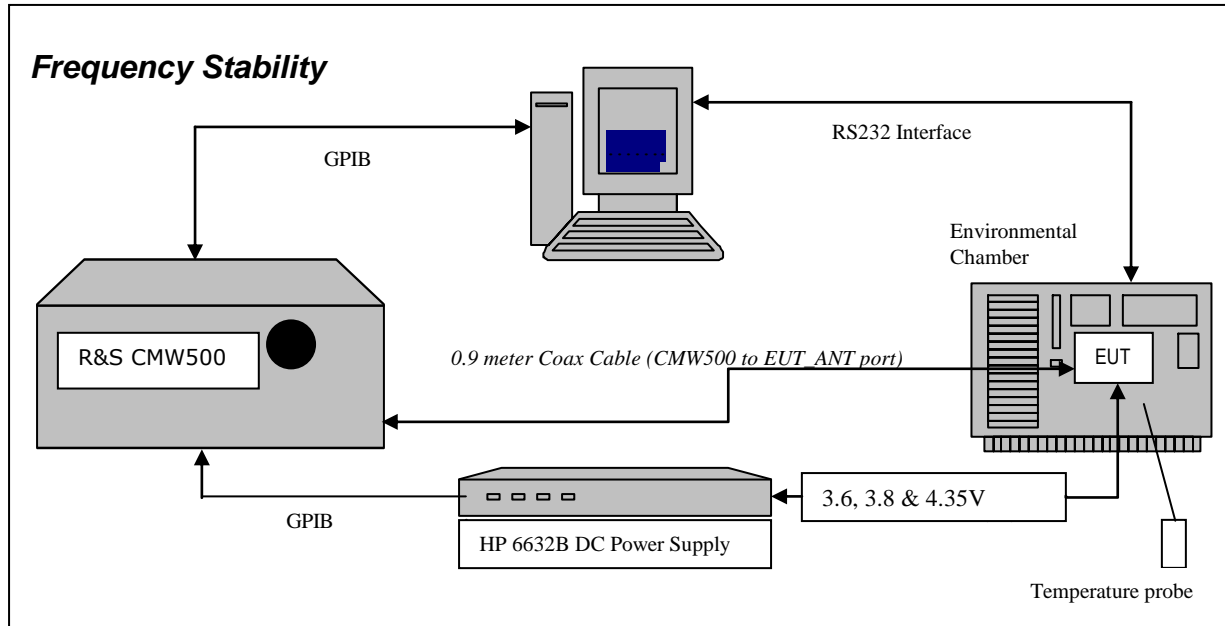 Frequency Stability
GPIB
RS232 Interface
Environmental
Chamber
R&S CMW500
0.9 meter Coax Cable (CMW500 to EUT_ANT port)
EUT
GPIB
3.6, 3.8 & 4.35V
HP 6632B DC Power Supply
Temperature probe